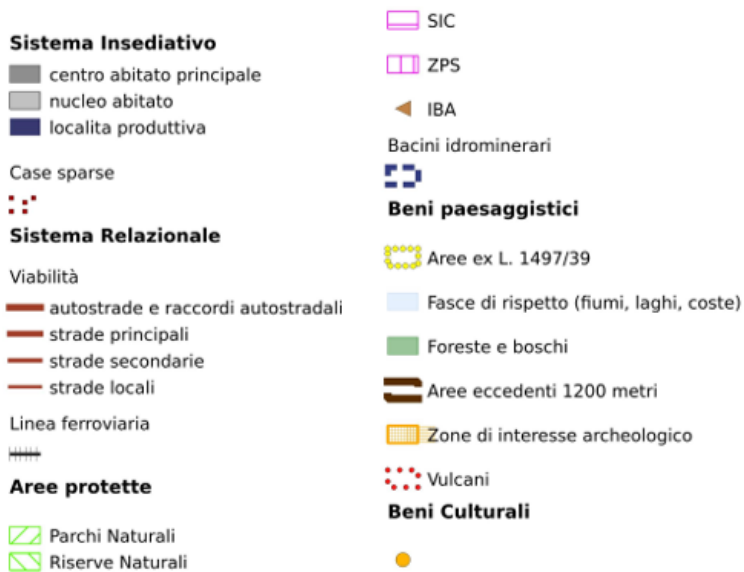 Sistema Insediativo
centro abitato principale
nucleo abitato
localita produttiva
Case sparse
Sistema Relazionale
Viabilità
autostrade e raccordi autostradali
strade principali
strade secondarie
strade locali
Linea ferroviaria
Aree protette
Parchi Naturali
Riserve Naturali
SIC
ZPS
IBA
Bacini idrominerari
Beni paesaggistici
Aree ex L. 1497/39
Fasce di rispetto (fiumi, laghi, coste)
Foreste e boschi
Aree eccedenti 1200 metri
Zone di interesse archeologico
Vulcani
Beni Culturali